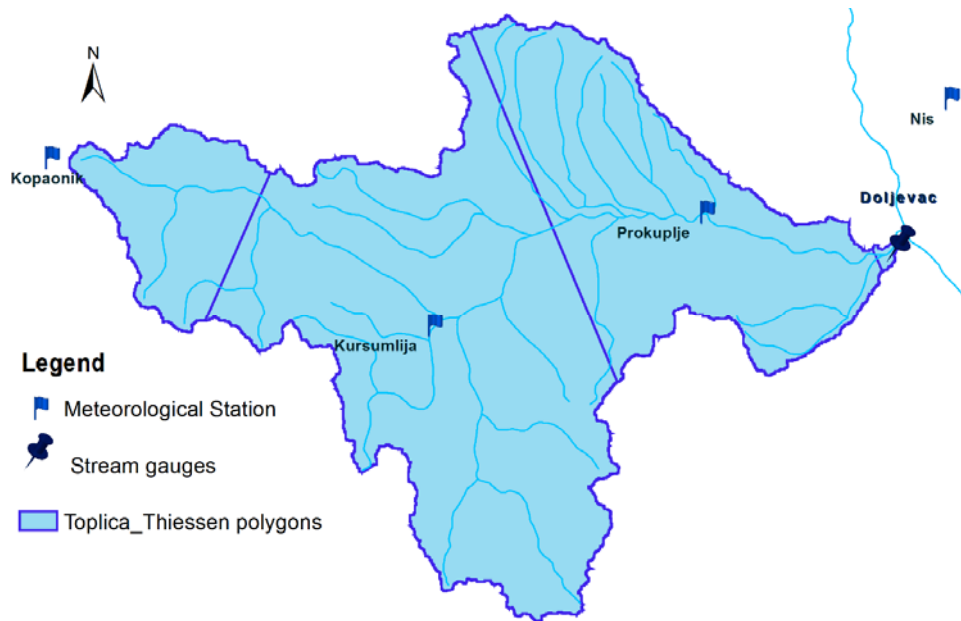 N
Nis
Kopaonik
Doljevac
Prokuplje
Kursumlija
Legend
Meteorological Station
Stream gauges
Toplica_Thiessen polygons